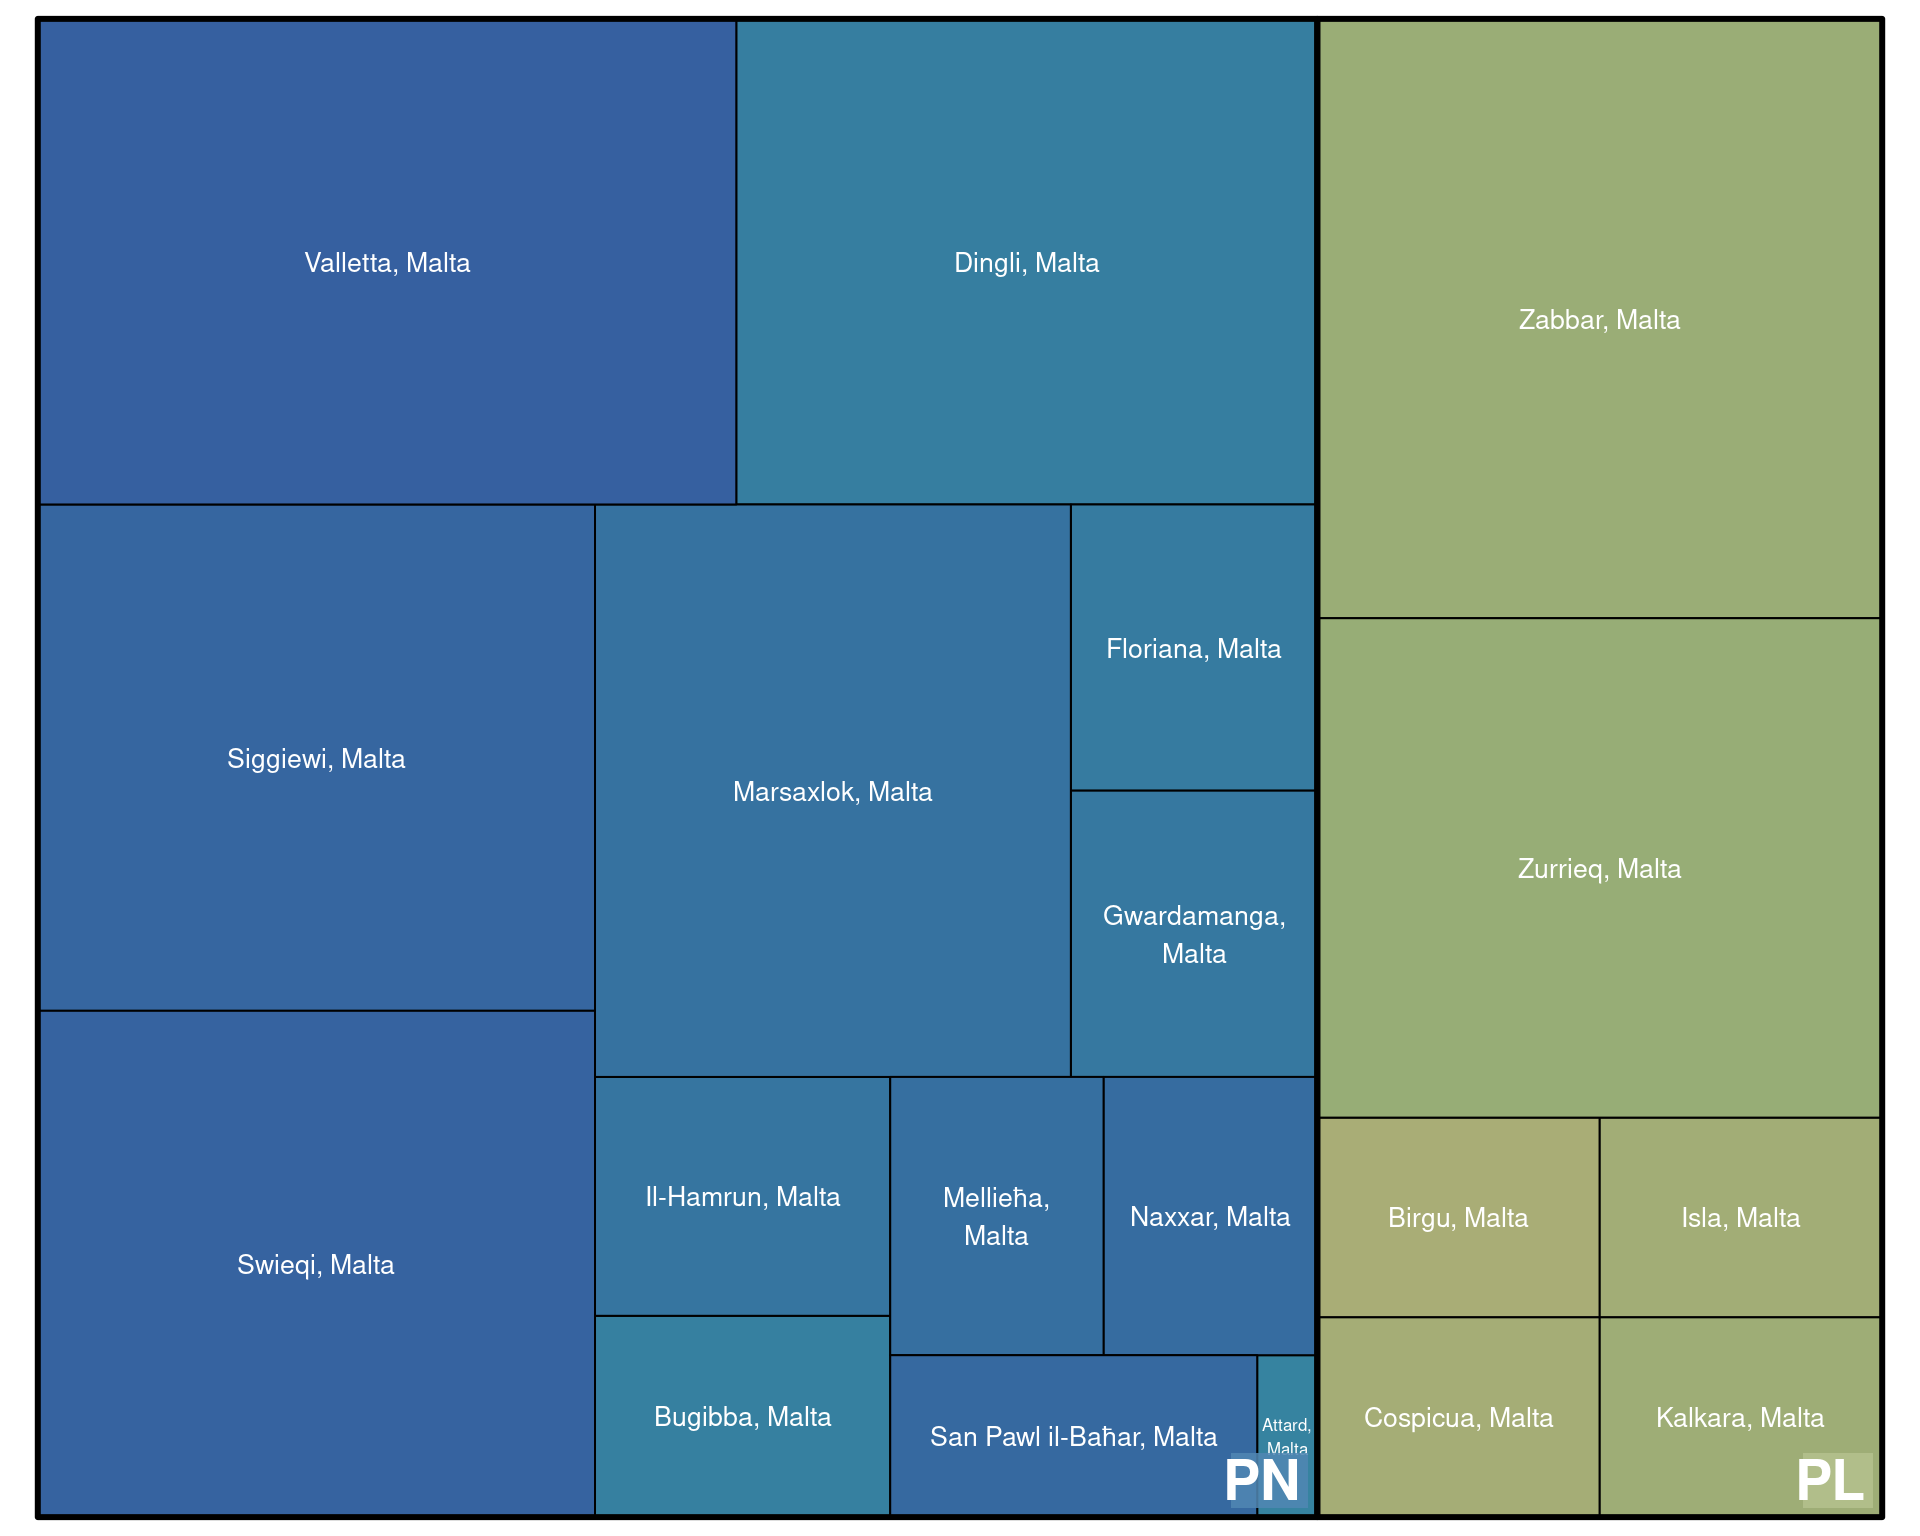 Valletta, Malta
Dingli, Malta
Zabbar, Malta
Siggiewi, Malta
Marsaxlok, Malta
Floriana, Malta
Gwardamanga,
Malta
Zurrieq, Malta
Swieqi, Malta
Il-Hamrun, Malta
Mellieħa,
Malta
Naxxar, Malta
Birgu, Malta
Isla, Malta
Bugibba, Malta
San Pawl il-Baħar, Malta
Attard,
Malta
Cospicua, Malta
Kalkara, Malta
PN
PL